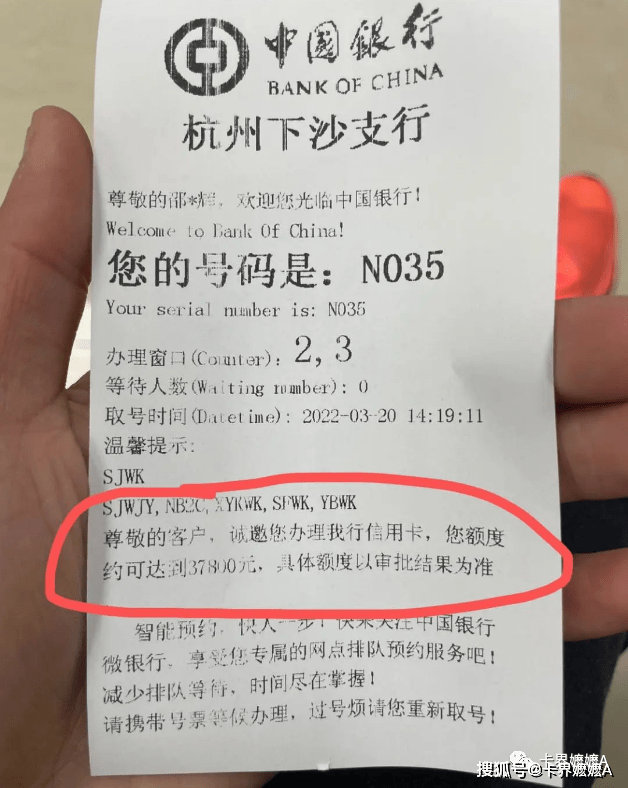 中国银行
BANK OF CHINA
杭州下沙支行
尊敬的邵*辉，欢迎您光临中国银行！
Welcome to Bank Of China!
您的号码是：N035
Your serial number is: N035
办理窗口(Counter)：2,3
等待人数(Waiting number)：0
取号时间(Datetime)：2022-03-20 14:19:11
温馨提示:
SJWK
SJWJY,NB2C,XYKWK,SFWK,YBWK
尊敬的客户，诚邀您办理我行信用卡，您额度
约可达到37800元，具体额度以审批结果为准
智能预约，快人一步！快来关注中国银行
微银行，享受您专属的网点排队预约服务吧！
减少排队等待，时间尽在掌握！
请携带号票等候办理，过号烦请您重新取号！
卡界嬷嬷A
搜狐号@卡界嬷嬷A